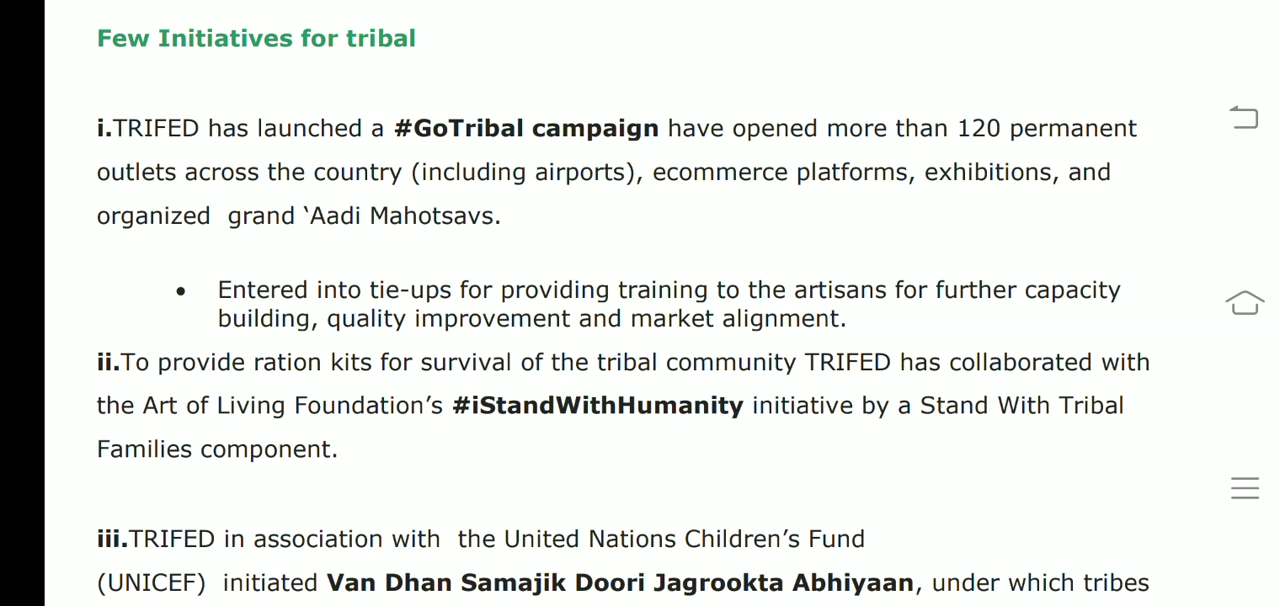 Few Initiatives for tribal
i.TRIFED has launched a #GoTribal campaign have opened more than 120 permanent
outlets across the country (including airports), ecommerce platforms, exhibitions, and
organized  grand ‵Aadi Mahotsavs.
• Entered into tie-ups for providing training to the artisans for further capacity
building, quality improvement and market alignment.
ii.To provide ration kits for survival of the tribal community TRIFED has collaborated with
the Art of Living Foundation’s #iStandWithHumanity initiative by a Stand With Tribal
Families component.
iii.TRIFED in association with  the United Nations Children’s Fund
(UNICEF)  initiated Van Dhan Samajik Doori Jagrookta Abhiyaan, under which tribes